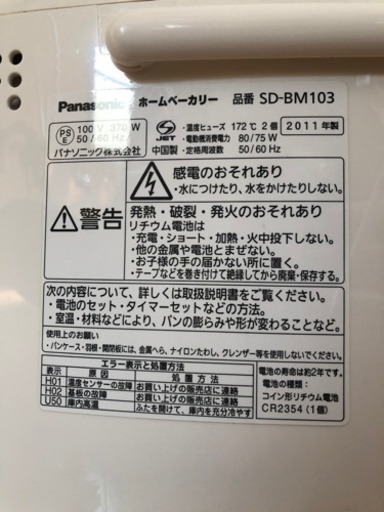 Panasonic ホームベーカリー 品番 SD-BM103
PS E 100V 370W 50/60Hz
パナソニック株式会社
JET
・温度ヒューズ 172℃ 2個 2011年製
・電動機消費電力 80/75 W
中国製・定格周波数 50/60 Hz
感電のおそれあり
・水につけたり、水をかけたりしない。
警告
発熱・破裂・発火のおそれあり
リチウム電池は
・充電・ショート・加熱・火中投下しない。
・他の金属や電池とまぜない。
・お子様の手の届かない所に置く。
・テープなどを巻き付けて絶縁してから廃棄・保存する。
次の内容について、詳しくは取扱説明書をご覧ください。
・電池のセット・タイマーセットなどの方法。
・室温・材料などにより、パンの膨らみや形が変わることなど。
使用上のお願い
・パンケース・羽根・開閉板には、金属へら、ナイロンたわし、クレンザー等を使用しないでください。
エラー表示と処置方法
表示 原因 処置方法
H01 温度センサーの故障 お買い上げの販売店に連絡
H02 基板の故障 お買い上げの販売店に連絡
U50 庫内高温 ふたを開けて、庫内を充分冷やす
電池の寿命は約2年です。
電池の種類：
コイン形リチウム電池
CR2354（1個）